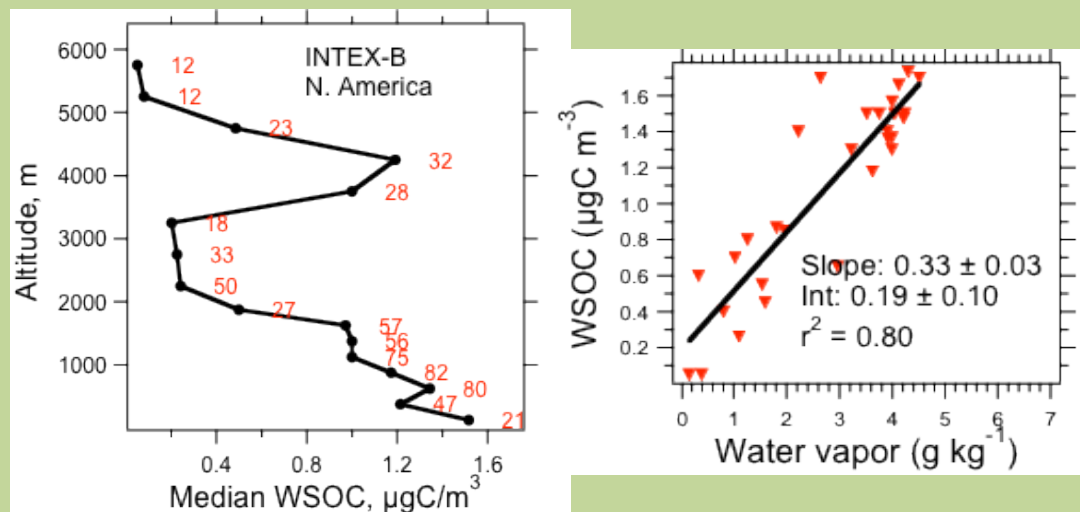 INTEX-B
N. America
6000
5000
4000
3000
2000
1000
Altitude, m
12
12
23
32
28
18
33
50
27
57
56
75
82
80
47
21
0.4 0.8 1.2 1.6
Median WSOC, µgC/m³
WSOC (µgC m⁻³)
1.6
1.4
1.2
1.0
0.8
0.6
0.4
0.2
Slope: 0.33 ± 0.03
Int: 0.19 ± 0.10
r² = 0.80
0 1 2 3 4 5 6 7
Water vapor (g kg⁻¹)